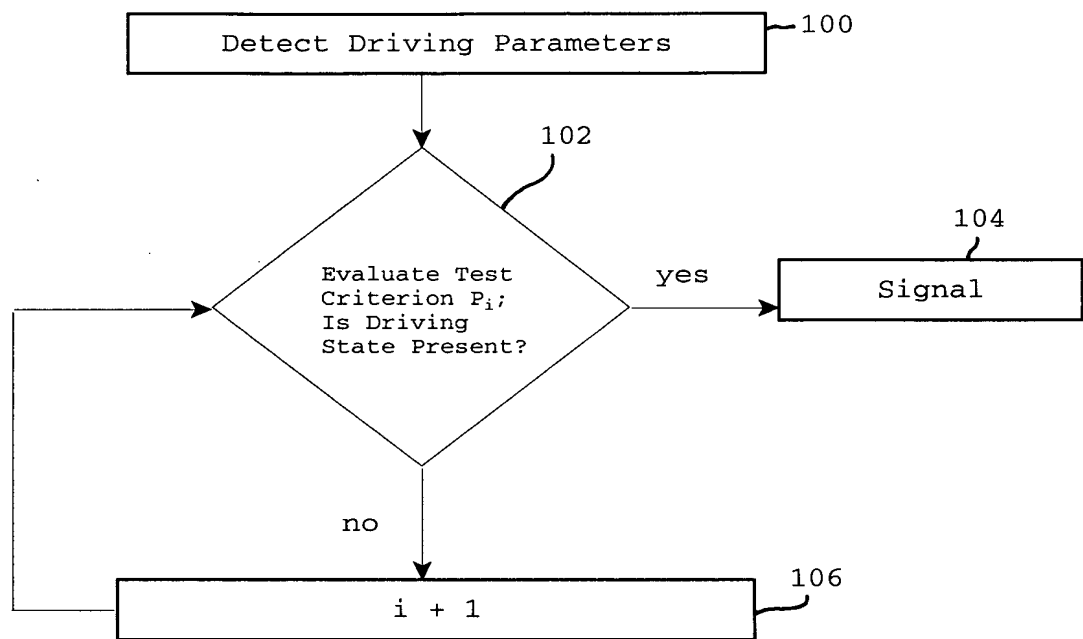 Detect Driving Parameters
100
102
Evaluate Test
Criterion Pᵢ;
Is Driving
State Present?
yes
104
Signal
no
i + 1
106